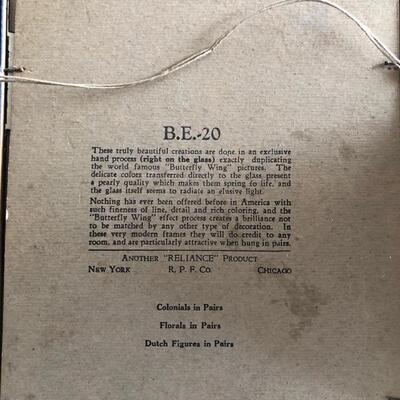 B.E.-20
These truly beautiful creations are done in an exclusive
hand process (right on the glass) exactly duplicating
the world famous "Butterfly Wing" pictures. The
delicate colors transferred directly to the glass present
a pearly quality which makes them spring to life, and
the glass itself seems to radiate an elusive light.
Nothing has ever been offered before in America with
such fineness of line, detail and rich coloring, and the
"Butterfly Wing" effect process creates a brilliance not
to be matched by any other type of decoration. In
these very modern frames they will do credit to any
room, and are particularly attractive when hung in pairs.
Another "RELIANCE" Product
New York R. P. F. Co. Chicago
Colonials in Pairs
Florals in Pairs
Dutch Figures in Pairs